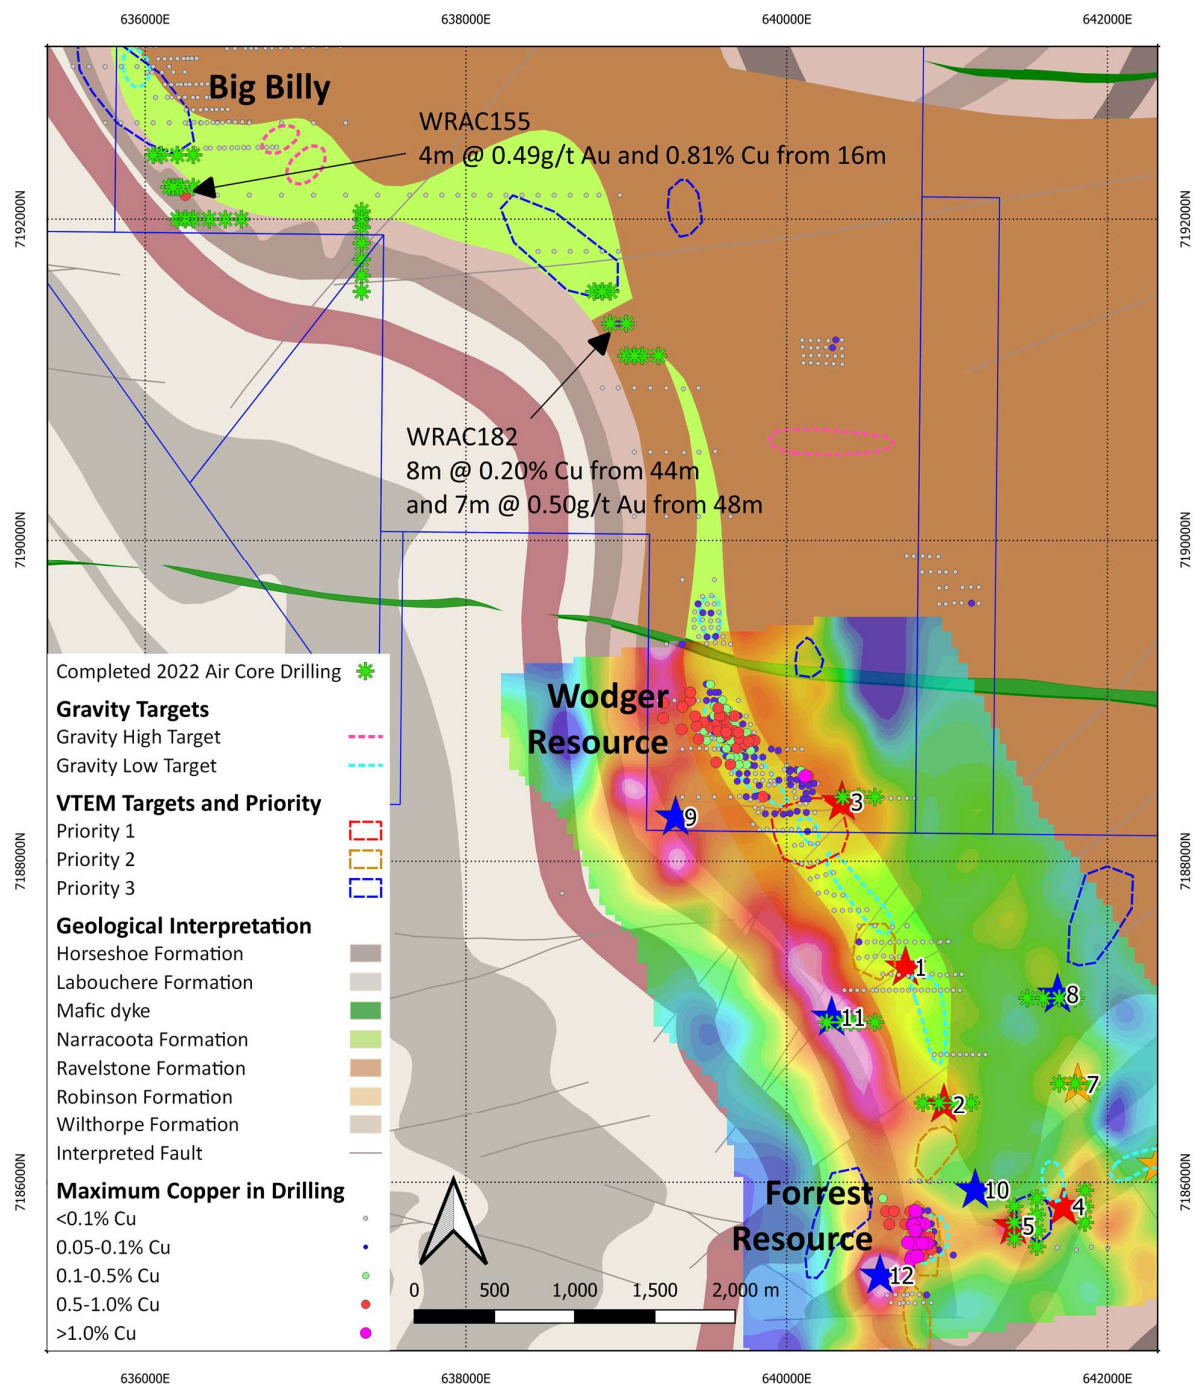 636000E
638000E
640000E
642000E
Big Billy
WRAC155
4m @ 0.49g/t Au and 0.81% Cu from 16m
7192000N
7192000N
WRAC182
8m @ 0.20% Cu from 44m
and 7m @ 0.50g/t Au from 48m
7190000N
7190000N
Wodger
Resource
3
9
7188000N
7188000N
1
8
11
7
2
7186000N
7186000N
Forrest
Resource
10
4
5
12
Completed 2022 Air Core Drilling
Gravity Targets
Gravity High Target
Gravity Low Target
VTEM Targets and Priority
Priority 1
Priority 2
Priority 3
Geological Interpretation
Horseshoe Formation
Labouchere Formation
Mafic dyke
Narracoota Formation
Ravelstone Formation
Robinson Formation
Wilthorpe Formation
Interpreted Fault
Maximum Copper in Drilling
<0.1% Cu
0.05-0.1% Cu
0.1-0.5% Cu
0.5-1.0% Cu
>1.0% Cu
0 500 1,000 1,500 2,000 m
636000E
638000E
640000E
642000E